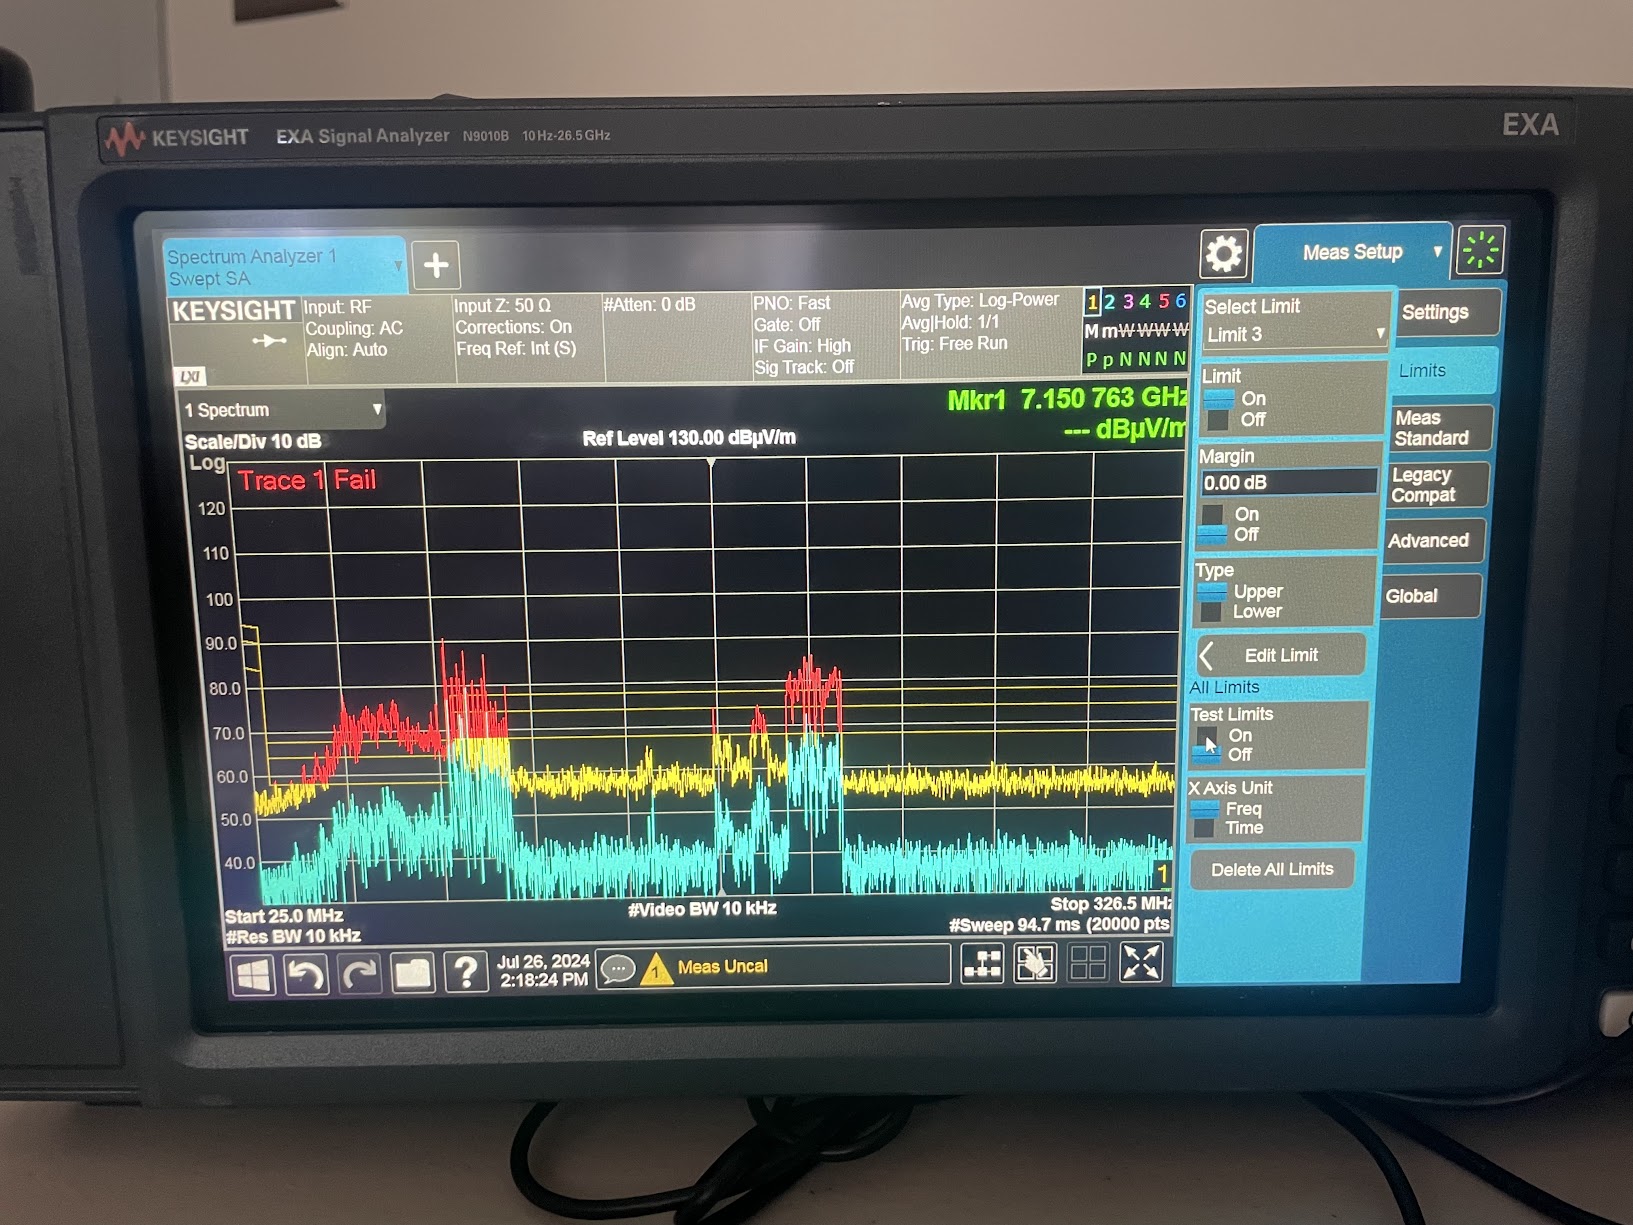 KEYSIGHT EXA Signal Analyzer N9010B 10Hz-26.5GHz
EXA
Spectrum Analyzer 1
Swept SA
+
Meas Setup
KEYSIGHT
LXI
Input: RF
Coupling: AC
Align: Auto
Input Z: 50 Ω
Corrections: On
Freq Ref: Int (S)
#Atten: 0 dB
PNO: Fast
Gate: Off
IF Gain: High
Sig Track: Off
Avg Type: Log-Power
Avg|Hold: 1/1
Trig: Free Run
1 2 3 4 5 6
M m W W W W
P p N N N N
1 Spectrum
Scale/Div 10 dB
Log
Ref Level 130.00 dBµV/m
Mkr1 7.150 763 GHz
--- dBµV/m
Trace 1 Fail
120
110
100
90.0
80.0
70.0
60.0
50.0
40.0
1
Start 25.0 MHz
#Res BW 10 kHz
#Video BW 10 kHz
Stop 326.5 MHz
#Sweep 94.7 ms (20000 pts
?
Jul 26, 2024
2:18:24 PM
1
Meas Uncal
Select Limit
Limit 3
Limit
On
Off
Margin
0.00 dB
On
Off
Type
Upper
Lower
Edit Limit
All Limits
Test Limits
On
Off
X Axis Unit
Freq
Time
Delete All Limits
Settings
Limits
Meas
Standard
Legacy
Compat
Advanced
Global